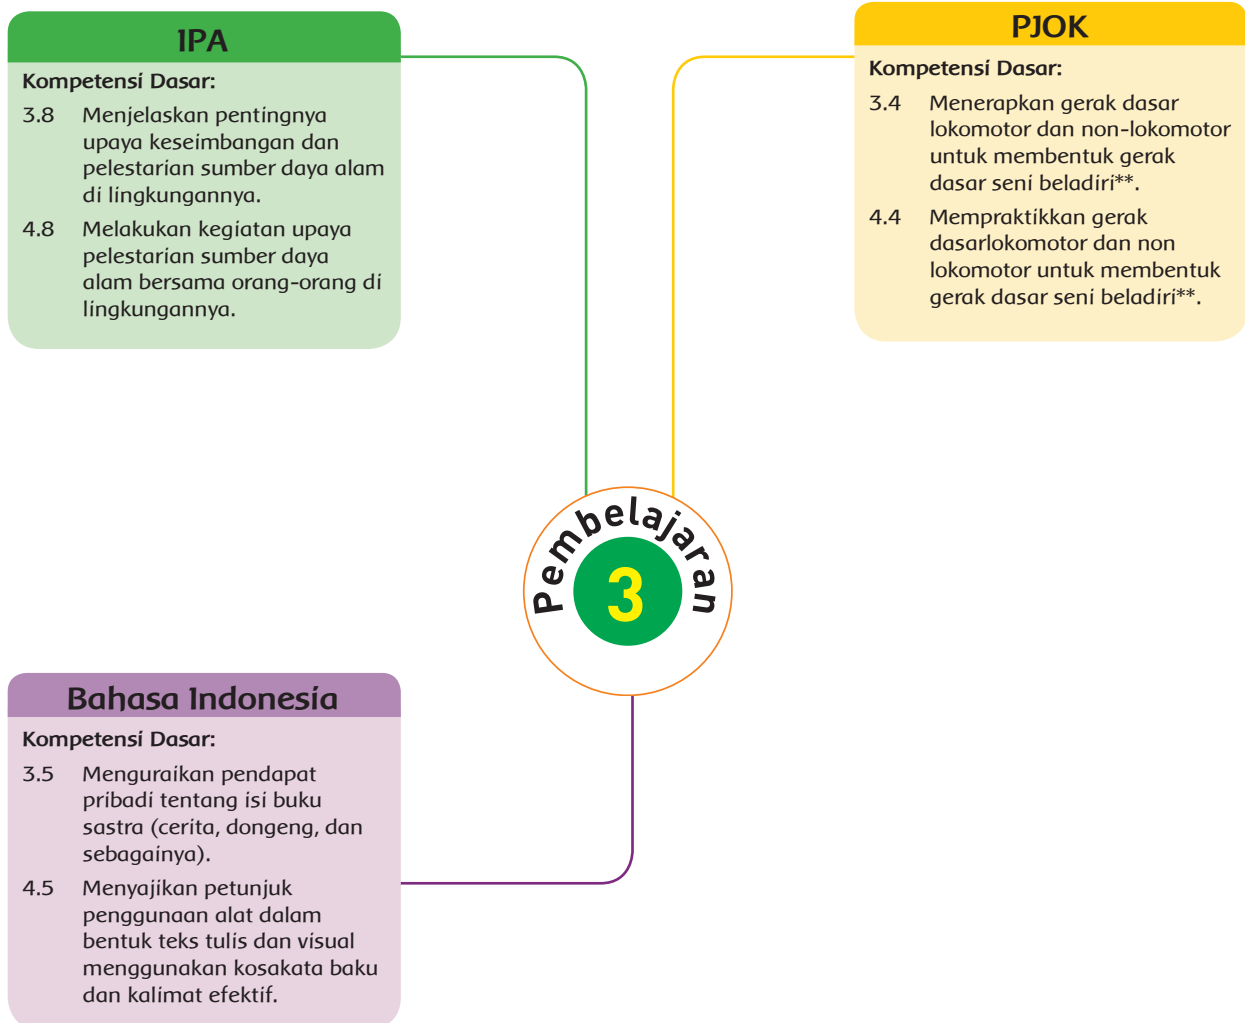 IPA
Kompetensi Dasar:
3.8 Menjelaskan pentingnya
upaya keseimbangan dan
pelestarian sumber daya alam
di lingkungannya.
4.8 Melakukan kegiatan upaya
pelestarian sumber daya
alam bersama orang-orang di
lingkungannya.
PJOK
Kompetensi Dasar:
3.4 Menerapkan gerak dasar
lokomotor dan non-lokomotor
untuk membentuk gerak
dasar seni beladiri**.
4.4 Mempraktikkan gerak
dasarlokomotor dan non
lokomotor untuk membentuk
gerak dasar seni beladiri**.
Pembelajaran
3
Bahasa Indonesia
Kompetensi Dasar:
3.5 Menguraikan pendapat
pribadi tentang isi buku
sastra (cerita, dongeng, dan
sebagainya).
4.5 Menyajikan petunjuk
penggunaan alat dalam
bentuk teks tulis dan visual
menggunakan kosakata baku
dan kalimat efektif.